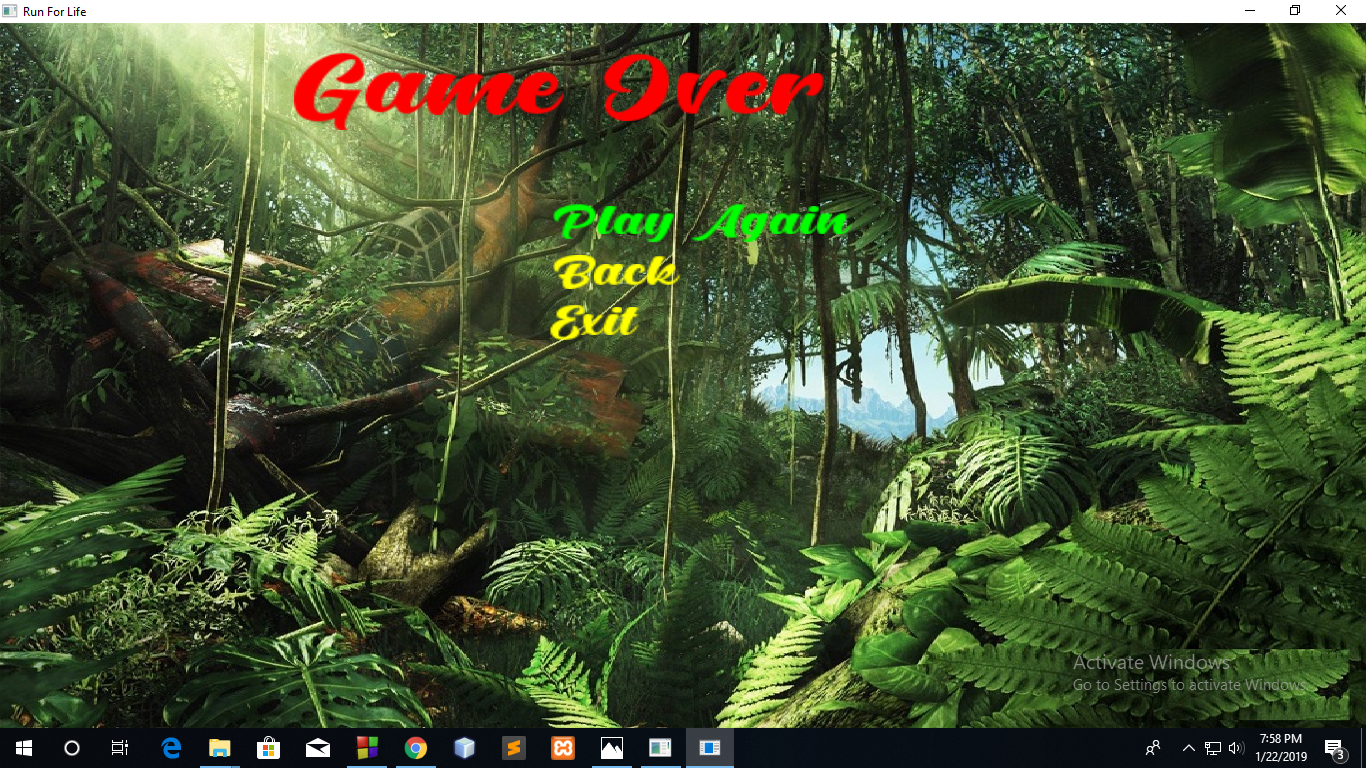 Run For Life
Game Over
Play Again
Back
Exit
Activate Windows
Go to Settings to activate Windows.
7:58 PM
1/22/2019
3